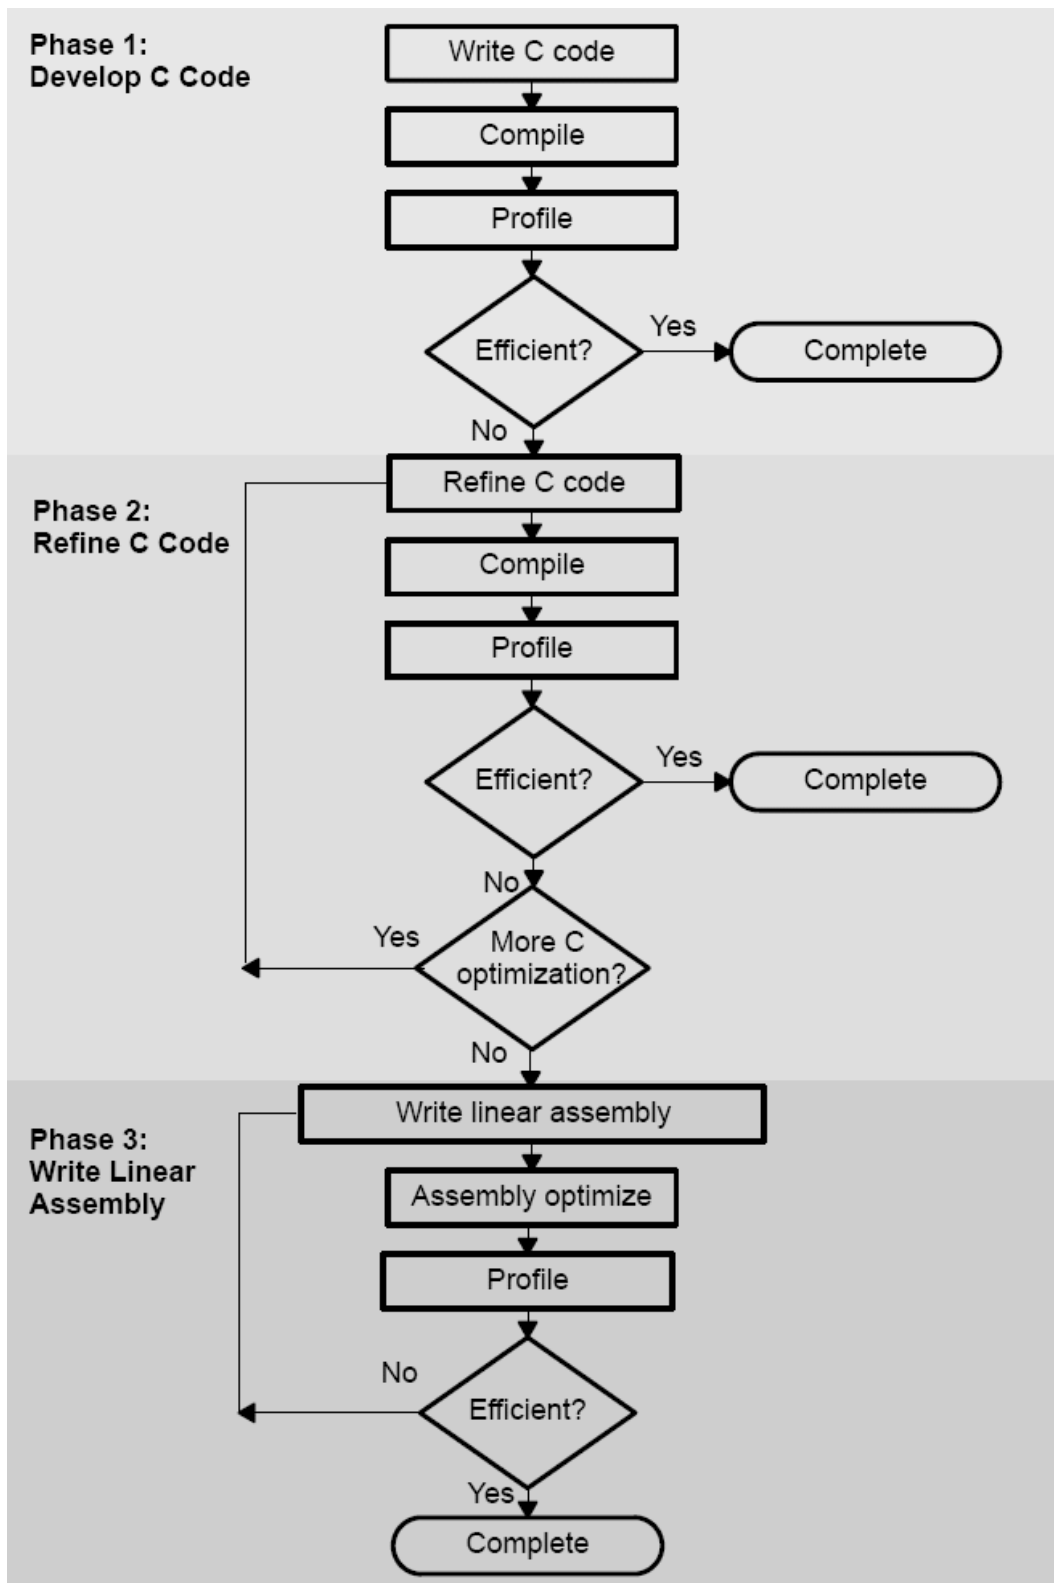 Phase 1:
Develop C Code
Write C code
Compile
Profile
Efficient?
Yes
Complete
No
Phase 2:
Refine C Code
Refine C code
Compile
Profile
Efficient?
Yes
Complete
No
More C
optimization?
Yes
No
Phase 3:
Write Linear
Assembly
Write linear assembly
Assembly optimize
Profile
Efficient?
No
Yes
Complete